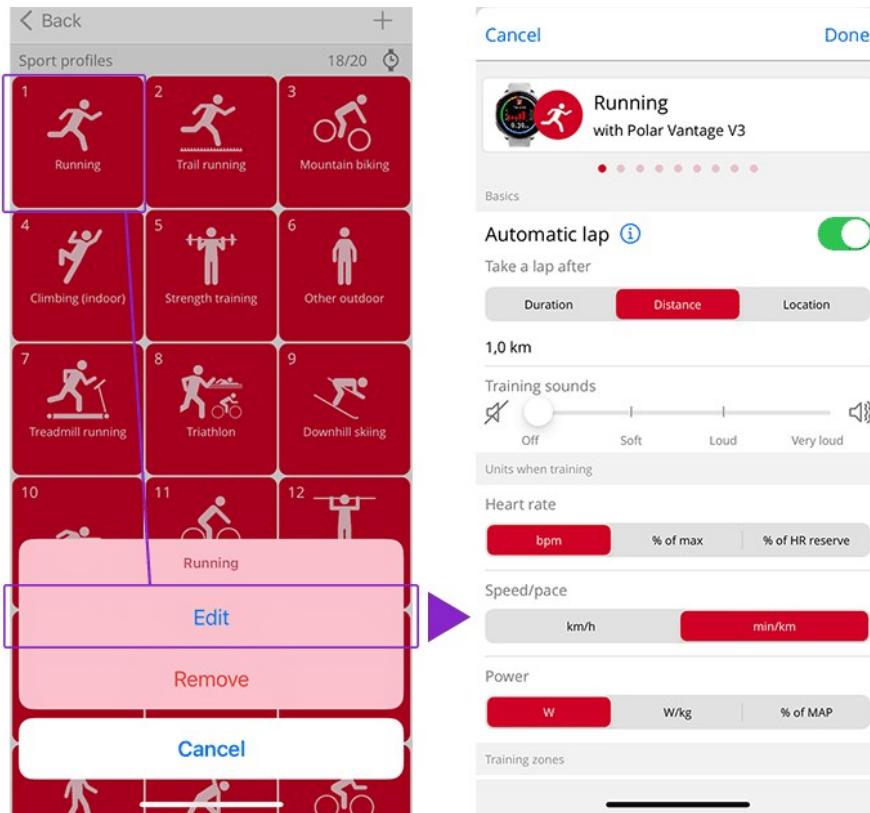 Back
Sport profiles 18/20
1 2 3
Running Trail running Mountain biking
4 5 6
Climbing (indoor) Strength training Other outdoor
7 8 9
Treadmill running Triathlon Downhill skiing
10 11 12
Running
Edit
Remove
Cancel
Cancel Done
Running
with Polar Vantage V3
Basics
Automatic lap
Take a lap after
Duration Distance Location
1,0 km
Training sounds
Off Soft Loud Very loud
Units when training
Heart rate
bpm % of max % of HR reserve
Speed/pace
km/h min/km
Power
W W/kg % of MAP
Training zones